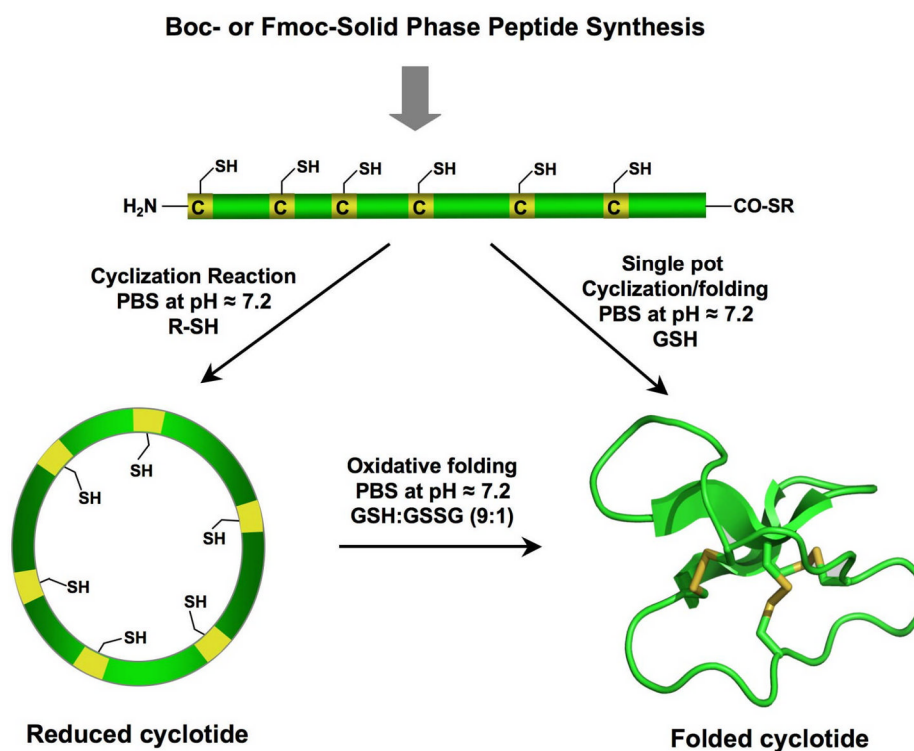 Boc- or Fmoc-Solid Phase Peptide Synthesis
SH SH SH SH SH SH
H₂N C C C C C C CO-SR
Cyclization Reaction
PBS at pH ≈ 7.2
R-SH
Single pot
Cyclization/folding
PBS at pH ≈ 7.2
GSH
SH
SH
SH
SH
SH
SH
Oxidative folding
PBS at pH ≈ 7.2
GSH:GSSG (9:1)
Reduced cyclotide
Folded cyclotide